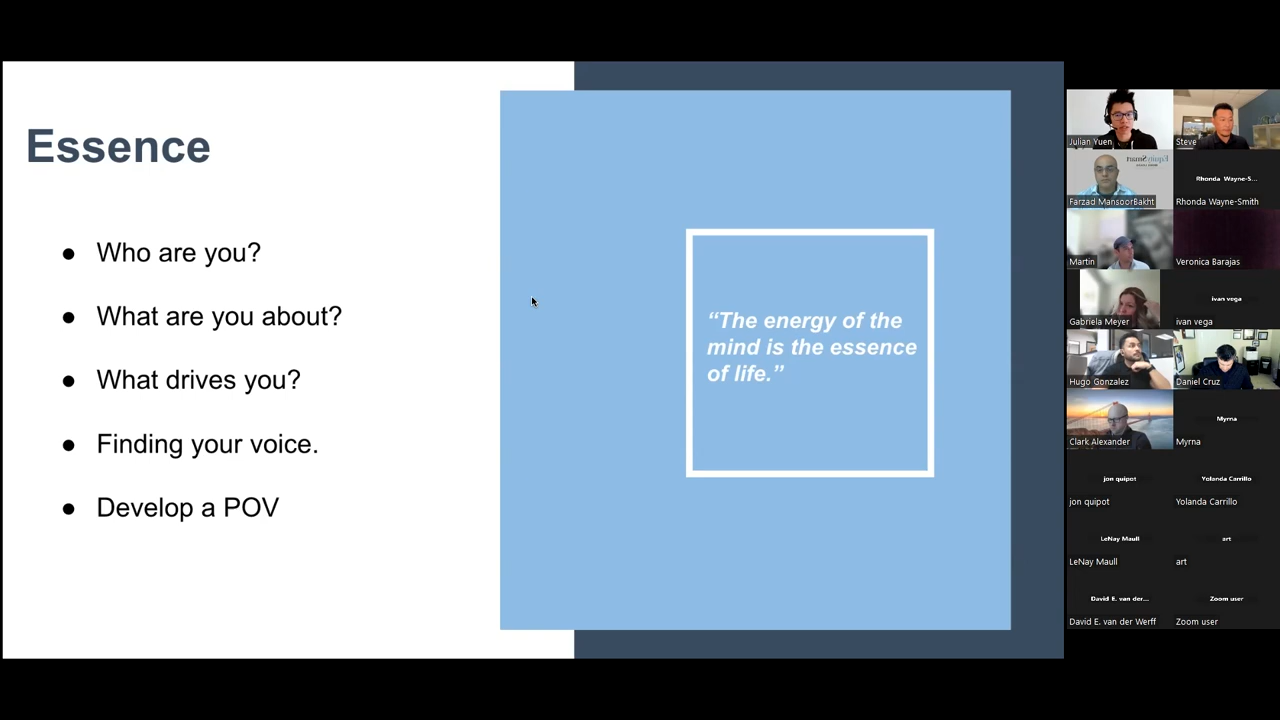 Essence
● Who are you?
● What are you about?
● What drives you?
● Finding your voice.
● Develop a POV
“The energy of the
mind is the essence
of life.”
Julian Yuen
Steve
EquitySmart
Farzad MansoorBakht
Rhonda Wayne-S...
Rhonda Wayne-Smith
Martin
Veronica Barajas
Gabriela Meyer
ivan vega
ivan vega
Hugo Gonzalez
Daniel Cruz
Clark Alexander
Myrna
Myrna
jon quipot
jon quipot
Yolanda Carrillo
Yolanda Carrillo
LeNay Maull
LeNay Maull
art
art
David E. van der...
David E. van der Werff
Zoom user
Zoom user